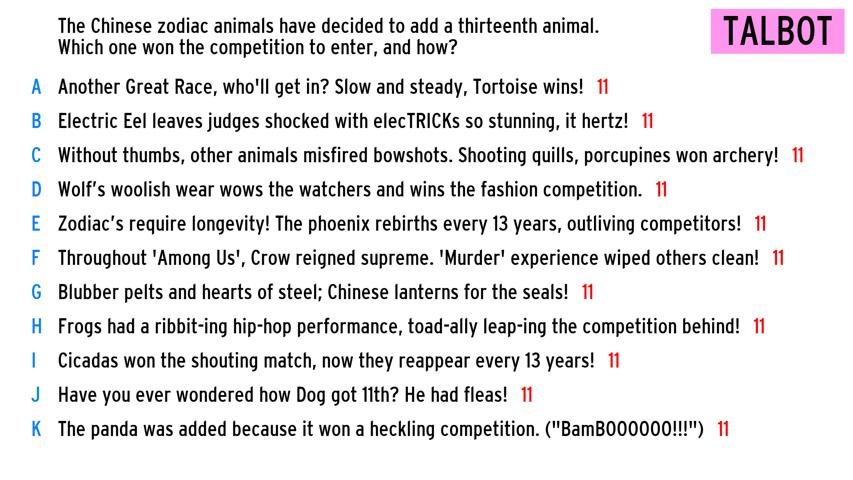 The Chinese zodiac animals have decided to add a thirteenth animal.
Which one won the competition to enter, and how?
TALBOT
A Another Great Race, who'll get in? Slow and steady, Tortoise wins! 11
B Electric Eel leaves judges shocked with elecTRICKs so stunning, it hertz! 11
C Without thumbs, other animals misfired bowshots. Shooting quills, porcupines won archery! 11
D Wolf's woolish wear wows the watchers and wins the fashion competition. 11
E Zodiac's require longevity! The phoenix rebirths every 13 years, outliving competitors! 11
F Throughout 'Among Us', Crow reigned supreme. 'Murder' experience wiped others clean! 11
G Blubber pelts and hearts of steel; Chinese lanterns for the seals! 11
H Frogs had a ribbit-ing hip-hop performance, toad-ally leap-ing the competition behind! 11
I Cicadas won the shouting match, now they reappear every 13 years! 11
J Have you ever wondered how Dog got 11th? He had fleas! 11
K The panda was added because it won a heckling competition. ("BamBOOOOOO!!!") 11